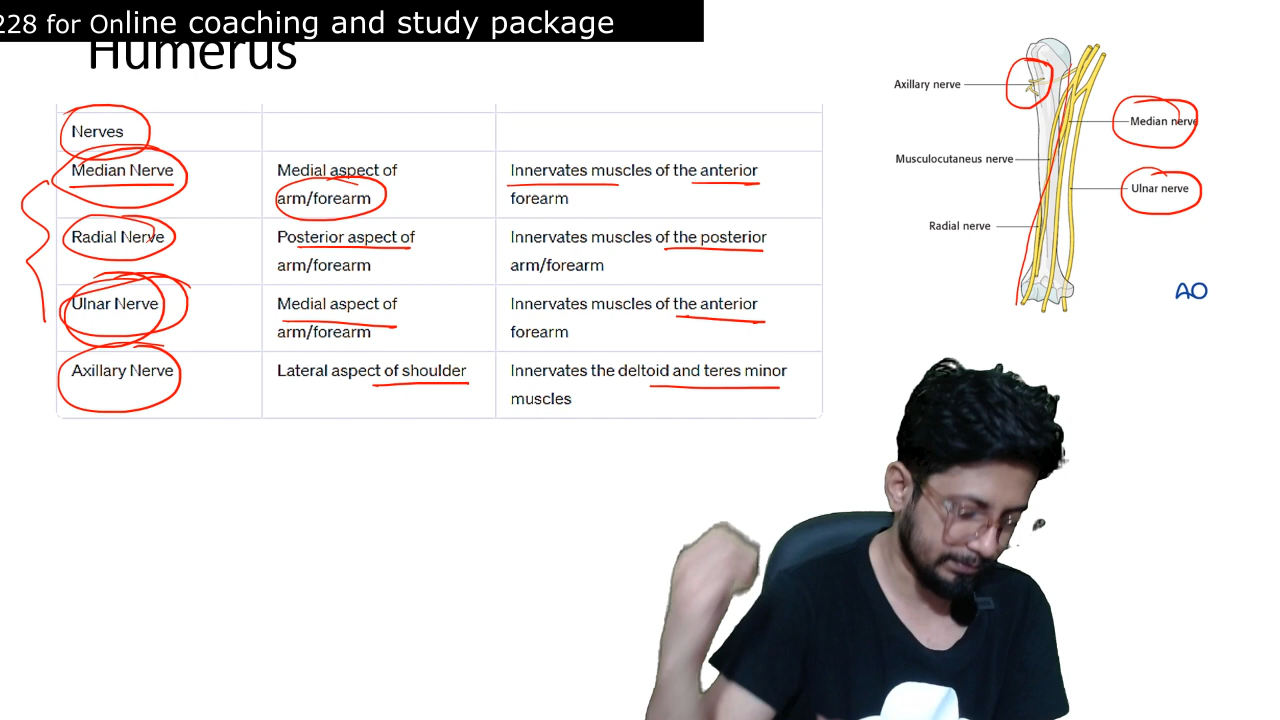 228 for Online coaching and study package
Humerus
Nerves
Median Nerve
Medial aspect of
arm/forearm
Innervates muscles of the anterior
forearm
Radial Nerve
Posterior aspect of
arm/forearm
Innervates muscles of the posterior
arm/forearm
Ulnar Nerve
Medial aspect of
arm/forearm
Innervates muscles of the anterior
forearm
Axillary Nerve
Lateral aspect of shoulder
Innervates the deltoid and teres minor
muscles
Axillary nerve
Median nerve
Musculocutaneus nerve
Ulnar nerve
Radial nerve
AO